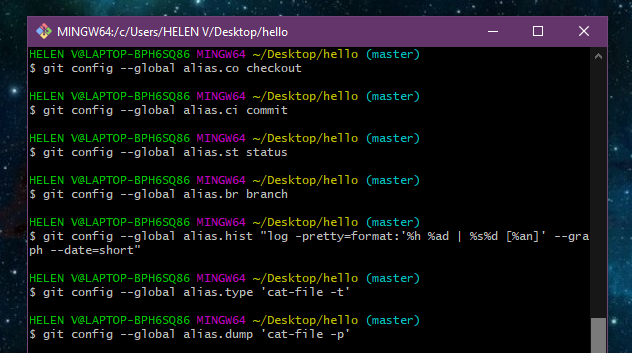 MINGW64:/c/Users/HELEN V/Desktop/hello
HELEN V@LAPTOP-BPH6SQ86 MINGW64 ~/Desktop/hello (master)
$ git config --global alias.co checkout
HELEN V@LAPTOP-BPH6SQ86 MINGW64 ~/Desktop/hello (master)
$ git config --global alias.ci commit
HELEN V@LAPTOP-BPH6SQ86 MINGW64 ~/Desktop/hello (master)
$ git config --global alias.st status
HELEN V@LAPTOP-BPH6SQ86 MINGW64 ~/Desktop/hello (master)
$ git config --global alias.br branch
HELEN V@LAPTOP-BPH6SQ86 MINGW64 ~/Desktop/hello (master)
$ git config --global alias.hist "log -pretty=format:'%h %ad | %s%d [%an]' --gra
ph --date=short"
HELEN V@LAPTOP-BPH6SQ86 MINGW64 ~/Desktop/hello (master)
$ git config --global alias.type 'cat-file -t'
HELEN V@LAPTOP-BPH6SQ86 MINGW64 ~/Desktop/hello (master)
$ git config --global alias.dump 'cat-file -p'